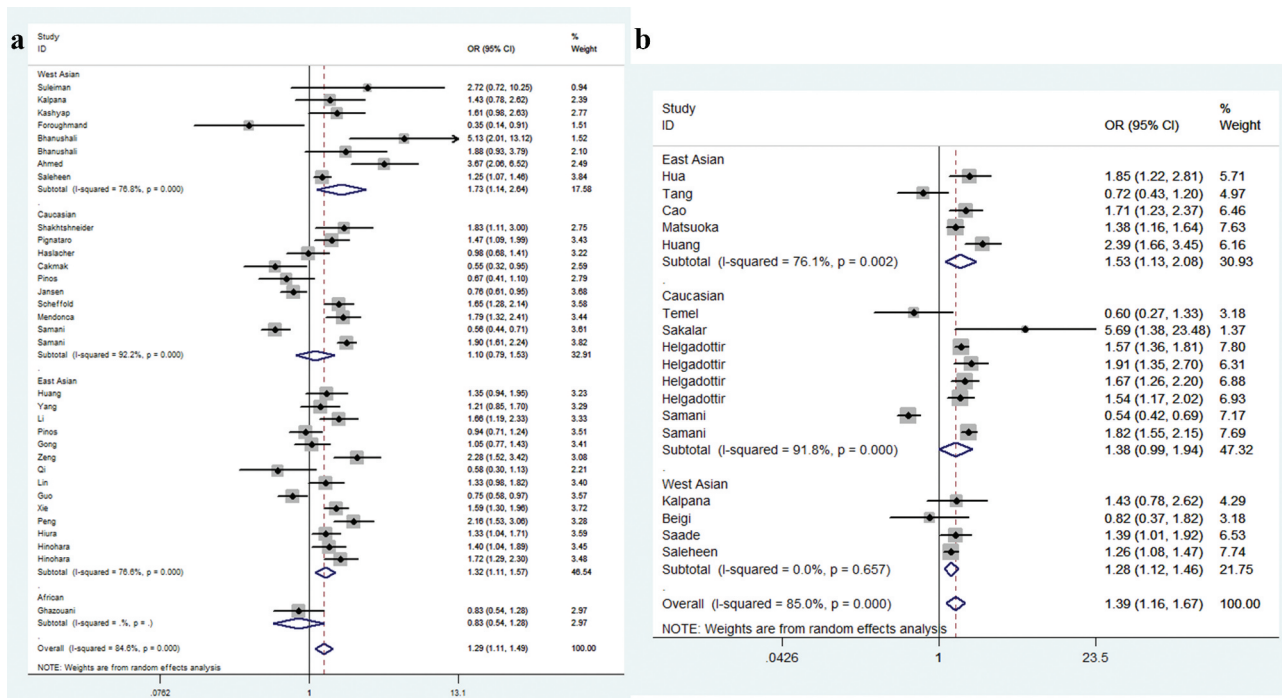 a
Study %
ID OR (95% CI) Weight
West Asian
Suleiman 2.72 (0.72, 10.25) 0.94
Kalpana 1.43 (0.78, 2.62) 2.39
Kashyap 1.61 (0.98, 2.63) 2.77
Foroughmand 0.35 (0.14, 0.91) 1.51
Bhanushali 5.13 (2.01, 13.12) 1.52
Bhanushali 1.88 (0.93, 3.79) 2.10
Ahmed 3.67 (2.06, 6.52) 2.49
Saleheen 1.25 (1.07, 1.46) 3.84
Subtotal (I-squared = 76.8%, p = 0.000) 1.73 (1.14, 2.64) 17.58
.
Caucasian
Shakhtshneider 1.83 (1.11, 3.00) 2.75
Pignataro 1.47 (1.09, 1.99) 3.43
Haslacher 0.98 (0.68, 1.41) 3.22
Cakmak 0.55 (0.32, 0.95) 2.59
Pinos 0.67 (0.41, 1.10) 2.79
Jansen 0.76 (0.61, 0.95) 3.68
Scheffold 1.65 (1.28, 2.14) 3.58
Mendonca 1.79 (1.32, 2.41) 3.44
Samani 0.56 (0.44, 0.71) 3.61
Samani 1.90 (1.61, 2.24) 3.82
Subtotal (I-squared = 92.2%, p = 0.000) 1.10 (0.79, 1.53) 32.91
.
East Asian
Huang 1.35 (0.94, 1.95) 3.23
Yang 1.21 (0.85, 1.70) 3.29
Li 1.66 (1.19, 2.33) 3.33
Pinos 0.94 (0.71, 1.24) 3.51
Gong 1.05 (0.77, 1.43) 3.41
Zeng 2.28 (1.52, 3.42) 3.08
Qi 0.58 (0.30, 1.13) 2.21
Lin 1.33 (0.98, 1.82) 3.40
Guo 0.75 (0.58, 0.97) 3.57
Xie 1.59 (1.30, 1.96) 3.72
Peng 2.16 (1.53, 3.06) 3.28
Hiura 1.33 (1.04, 1.71) 3.59
Hinohara 1.40 (1.04, 1.89) 3.45
Hinohara 1.72 (1.29, 2.30) 3.48
Subtotal (I-squared = 76.6%, p = 0.000) 1.32 (1.11, 1.57) 46.54
.
African
Ghazouani 0.83 (0.54, 1.28) 2.97
Subtotal (I-squared = .%, p = .) 0.83 (0.54, 1.28) 2.97
.
Overall (I-squared = 84.6%, p = 0.000) 1.29 (1.11, 1.49) 100.00
NOTE: Weights are from random effects analysis
.0762 1 13.1
b
Study %
ID OR (95% CI) Weight
East Asian
Hua 1.85 (1.22, 2.81) 5.71
Tang 0.72 (0.43, 1.20) 4.97
Cao 1.71 (1.23, 2.37) 6.46
Matsuoka 1.38 (1.16, 1.64) 7.63
Huang 2.39 (1.66, 3.45) 6.16
Subtotal (I-squared = 76.1%, p = 0.002) 1.53 (1.13, 2.08) 30.93
.
Caucasian
Temel 0.60 (0.27, 1.33) 3.18
Sakalar 5.69 (1.38, 23.48) 1.37
Helgadottir 1.57 (1.36, 1.81) 7.80
Helgadottir 1.91 (1.35, 2.70) 6.31
Helgadottir 1.67 (1.26, 2.20) 6.88
Helgadottir 1.54 (1.17, 2.02) 6.93
Samani 0.54 (0.42, 0.69) 7.17
Samani 1.82 (1.55, 2.15) 7.69
Subtotal (I-squared = 91.8%, p = 0.000) 1.38 (0.99, 1.94) 47.32
.
West Asian
Kalpana 1.43 (0.78, 2.62) 4.29
Beigi 0.82 (0.37, 1.82) 3.18
Saade 1.39 (1.01, 1.92) 6.53
Saleheen 1.26 (1.08, 1.47) 7.74
Subtotal (I-squared = 0.0%, p = 0.657) 1.28 (1.12, 1.46) 21.75
.
Overall (I-squared = 85.0%, p = 0.000) 1.39 (1.16, 1.67) 100.00
NOTE: Weights are from random effects analysis
.0426 1 23.5